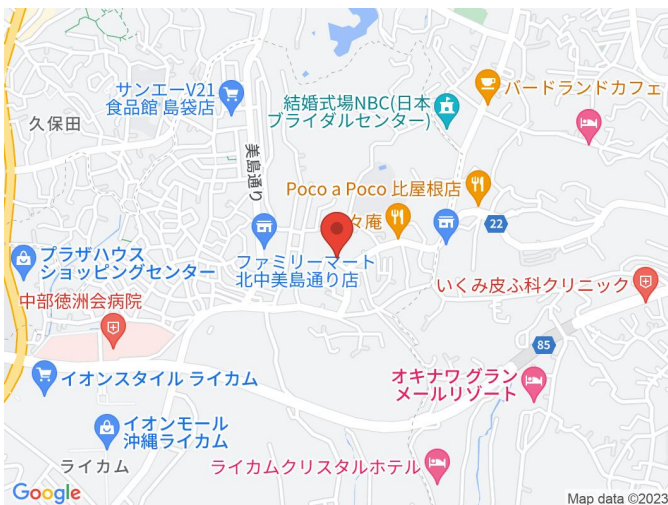 サンエーV21
食品館 島袋店
久保田
美島通り
結婚式場NBC(日本
ブライダルセンター)
バードランドカフェ
Poco a Poco 比屋根店
々庵
22
プラザハウス
ショッピングセンター
ファミリーマート
北中美島通り店
いくみ皮ふ科クリニック
中部徳洲会病院
85
イオンスタイル ライカム
オキナワ グラン
メールリゾート
イオンモール
沖縄ライカム
ライカム
ライカムクリスタルホテル
Google
Map data ©2023